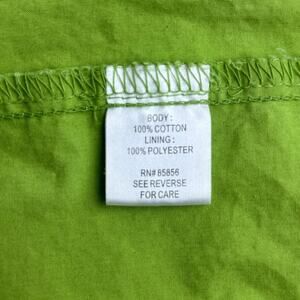 BODY:
100% COTTON
LINING:
100% POLYESTER
RN# 85856
SEE REVERSE
FOR CARE